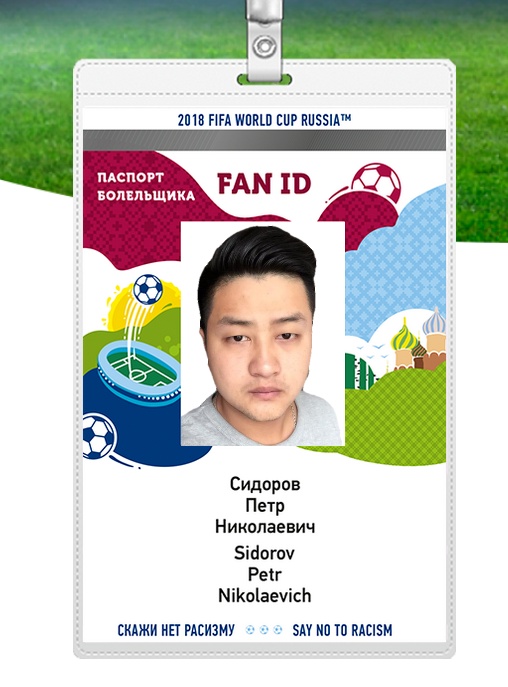 2018 FIFA WORLD CUP RUSSIA™
ПАСПОРТ
БОЛЕЛЬЩИКА
FAN ID
Сидоров
Петр
Николаевич
Sidorov
Petr
Nikolaevich
СКАЖИ НЕТ РАСИЗМУ SAY NO TO RACISM